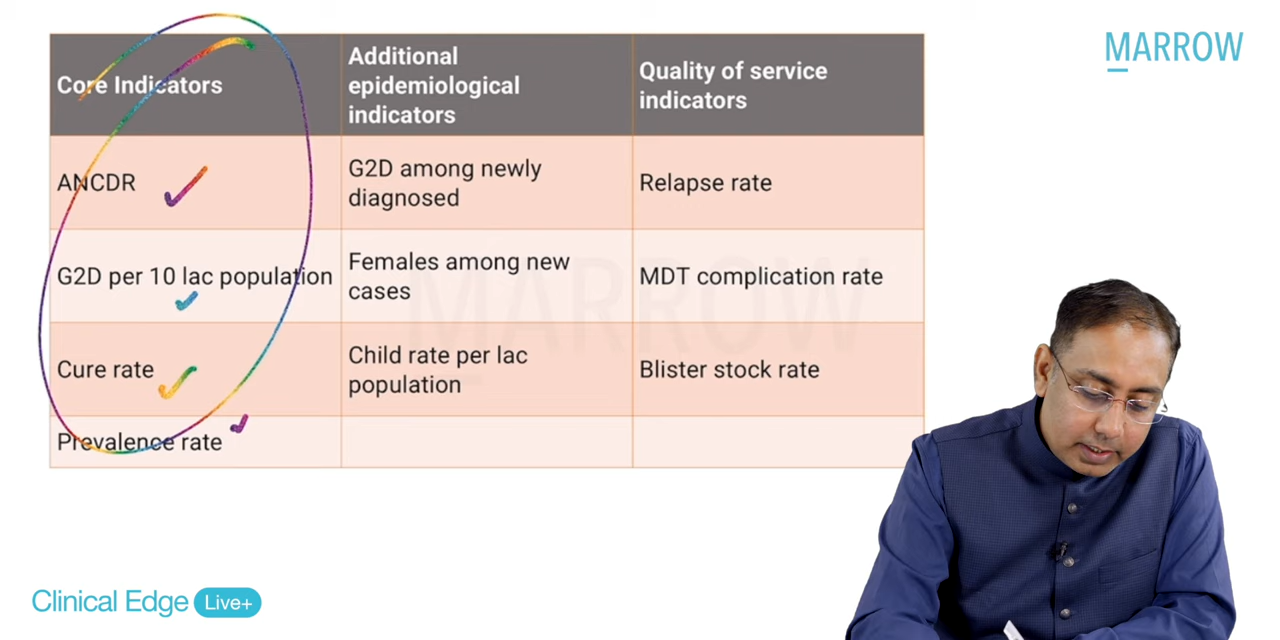 MARROW
Core Indicators
Additional
epidemiological
indicators
Quality of service
indicators
ANCDR
G2D among newly
diagnosed
Relapse rate
G2D per 10 lac population
Females among new
cases
MDT complication rate
Cure rate
Child rate per lac
population
Blister stock rate
Prevalence rate
MARROW
Clinical Edge Live+